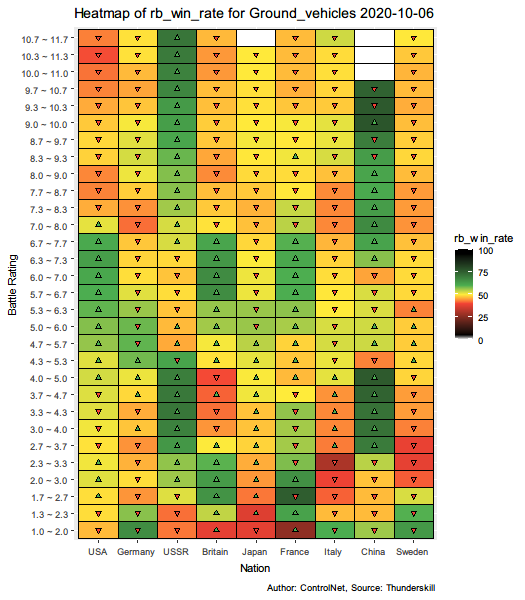 Heatmap of rb_win_rate for Ground_vehicles 2020-10-06
Battle Rating
10.7 ~ 11.7
10.3 ~ 11.3
10.0 ~ 11.0
9.7 ~ 10.7
9.3 ~ 10.3
9.0 ~ 10.0
8.7 ~ 9.7
8.3 ~ 9.3
8.0 ~ 9.0
7.7 ~ 8.7
7.3 ~ 8.3
7.0 ~ 8.0
6.7 ~ 7.7
6.3 ~ 7.3
6.0 ~ 7.0
5.7 ~ 6.7
5.3 ~ 6.3
5.0 ~ 6.0
4.7 ~ 5.7
4.3 ~ 5.3
4.0 ~ 5.0
3.7 ~ 4.7
3.3 ~ 4.3
3.0 ~ 4.0
2.7 ~ 3.7
2.3 ~ 3.3
2.0 ~ 3.0
1.7 ~ 2.7
1.3 ~ 2.3
1.0 ~ 2.0
USA Germany USSR Britain Japan France Italy China Sweden
Nation
rb_win_rate
100
75
50
25
0
Author: ControlNet, Source: Thunderskill